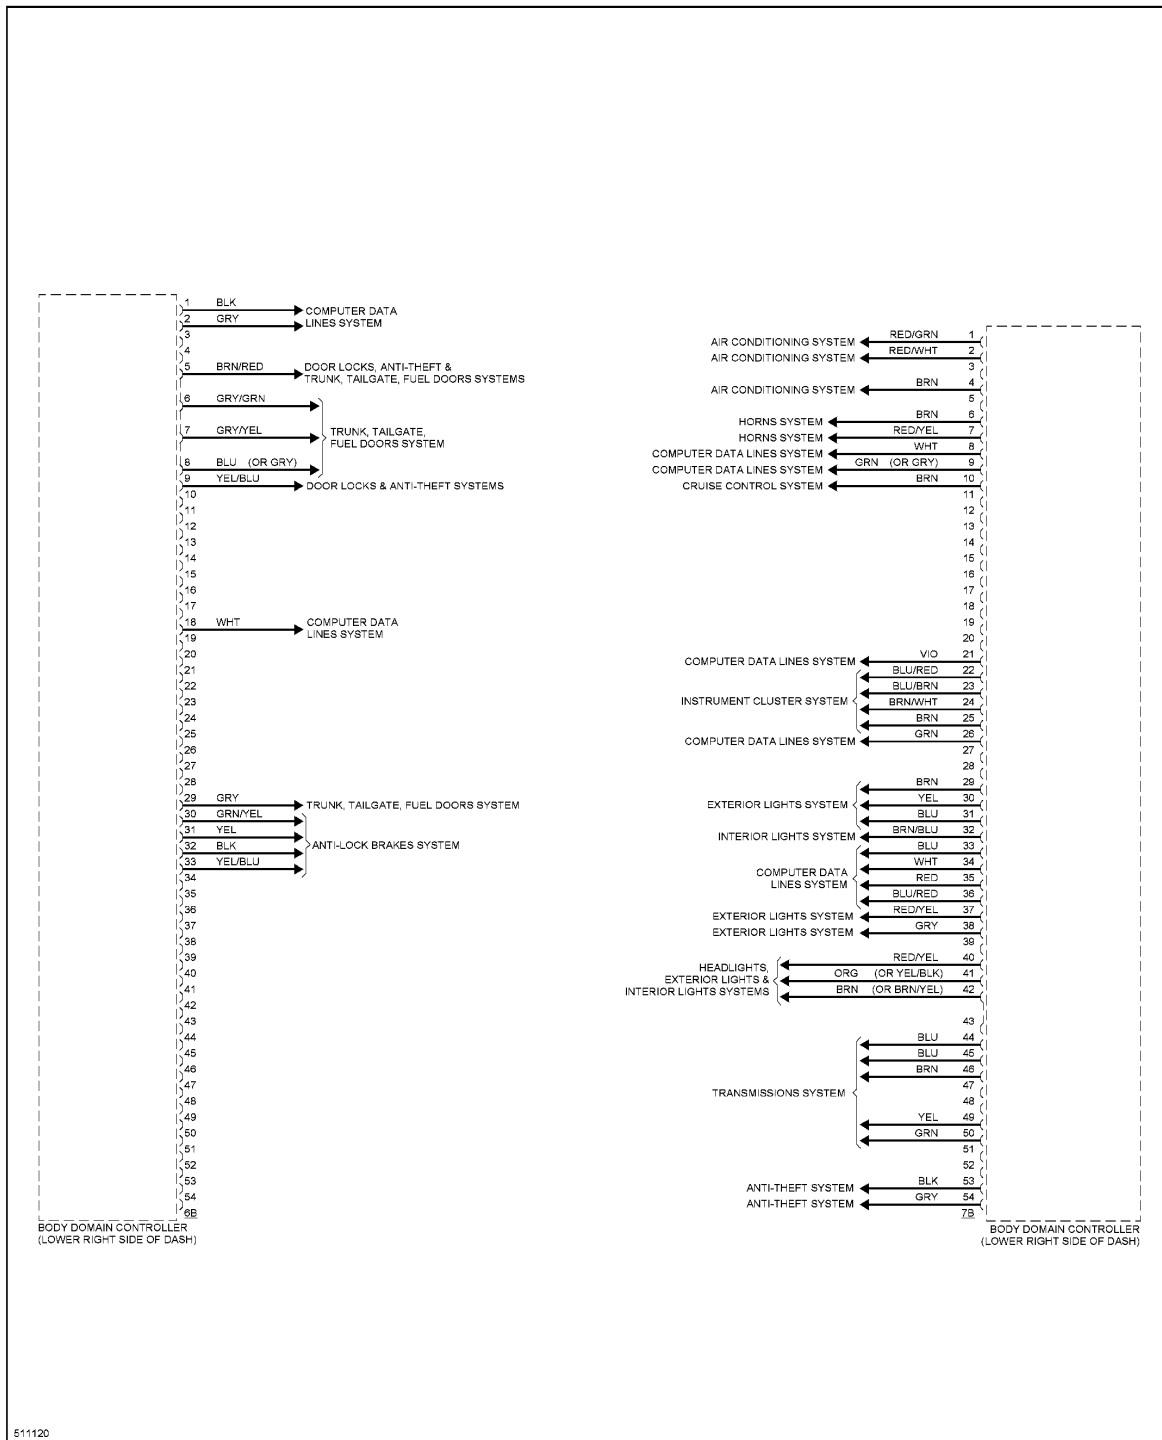 1 BLK
COMPUTER DATA
2 GRY
LINES SYSTEM
3
4
5 BRN/RED
DOOR LOCKS, ANTI-THEFT &
TRUNK, TAILGATE, FUEL DOORS SYSTEMS
6 GRY/GRN
7 GRY/YEL
TRUNK, TAILGATE,
FUEL DOORS SYSTEM
8 BLU (OR GRY)
9 YEL/BLU
DOOR LOCKS & ANTI-THEFT SYSTEMS
10
11
12
13
14
15
16
17
18 WHT
COMPUTER DATA
LINES SYSTEM
19
20
21
22
23
24
25
26
27
28
29 GRY
TRUNK, TAILGATE, FUEL DOORS SYSTEM
30 GRN/YEL
31 YEL
32 BLK
ANTI-LOCK BRAKES SYSTEM
33 YEL/BLU
34
35
36
37
38
39
40
41
42
43
44
45
46
47
48
49
50
51
52
53
54
6B
BODY DOMAIN CONTROLLER
(LOWER RIGHT SIDE OF DASH)
AIR CONDITIONING SYSTEM RED/GRN 1
AIR CONDITIONING SYSTEM RED/WHT 2
3
AIR CONDITIONING SYSTEM BRN 4
5
HORNS SYSTEM BRN 6
HORNS SYSTEM RED/YEL 7
COMPUTER DATA LINES SYSTEM WHT 8
COMPUTER DATA LINES SYSTEM GRN (OR GRY) 9
CRUISE CONTROL SYSTEM BRN 10
11
12
13
14
15
16
17
18
19
20
COMPUTER DATA LINES SYSTEM VIO 21
BLU/RED 22
BLU/BRN 23
INSTRUMENT CLUSTER SYSTEM
BRN/WHT 24
BRN 25
COMPUTER DATA LINES SYSTEM GRN 26
27
28
BRN 29
EXTERIOR LIGHTS SYSTEM YEL 30
BLU 31
INTERIOR LIGHTS SYSTEM BRN/BLU 32
BLU 33
WHT 34
COMPUTER DATA
LINES SYSTEM
RED 35
BLU/RED 36
EXTERIOR LIGHTS SYSTEM RED/YEL 37
EXTERIOR LIGHTS SYSTEM GRY 38
39
RED/YEL 40
HEADLIGHTS,
EXTERIOR LIGHTS &
INTERIOR LIGHTS SYSTEMS
ORG (OR YEL/BLK) 41
BRN (OR BRN/YEL) 42
43
BLU 44
BLU 45
BRN 46
47
TRANSMISSIONS SYSTEM
48
YEL 49
GRN 50
51
52
ANTI-THEFT SYSTEM BLK 53
ANTI-THEFT SYSTEM GRY 54
7B
BODY DOMAIN CONTROLLER
(LOWER RIGHT SIDE OF DASH)
511120